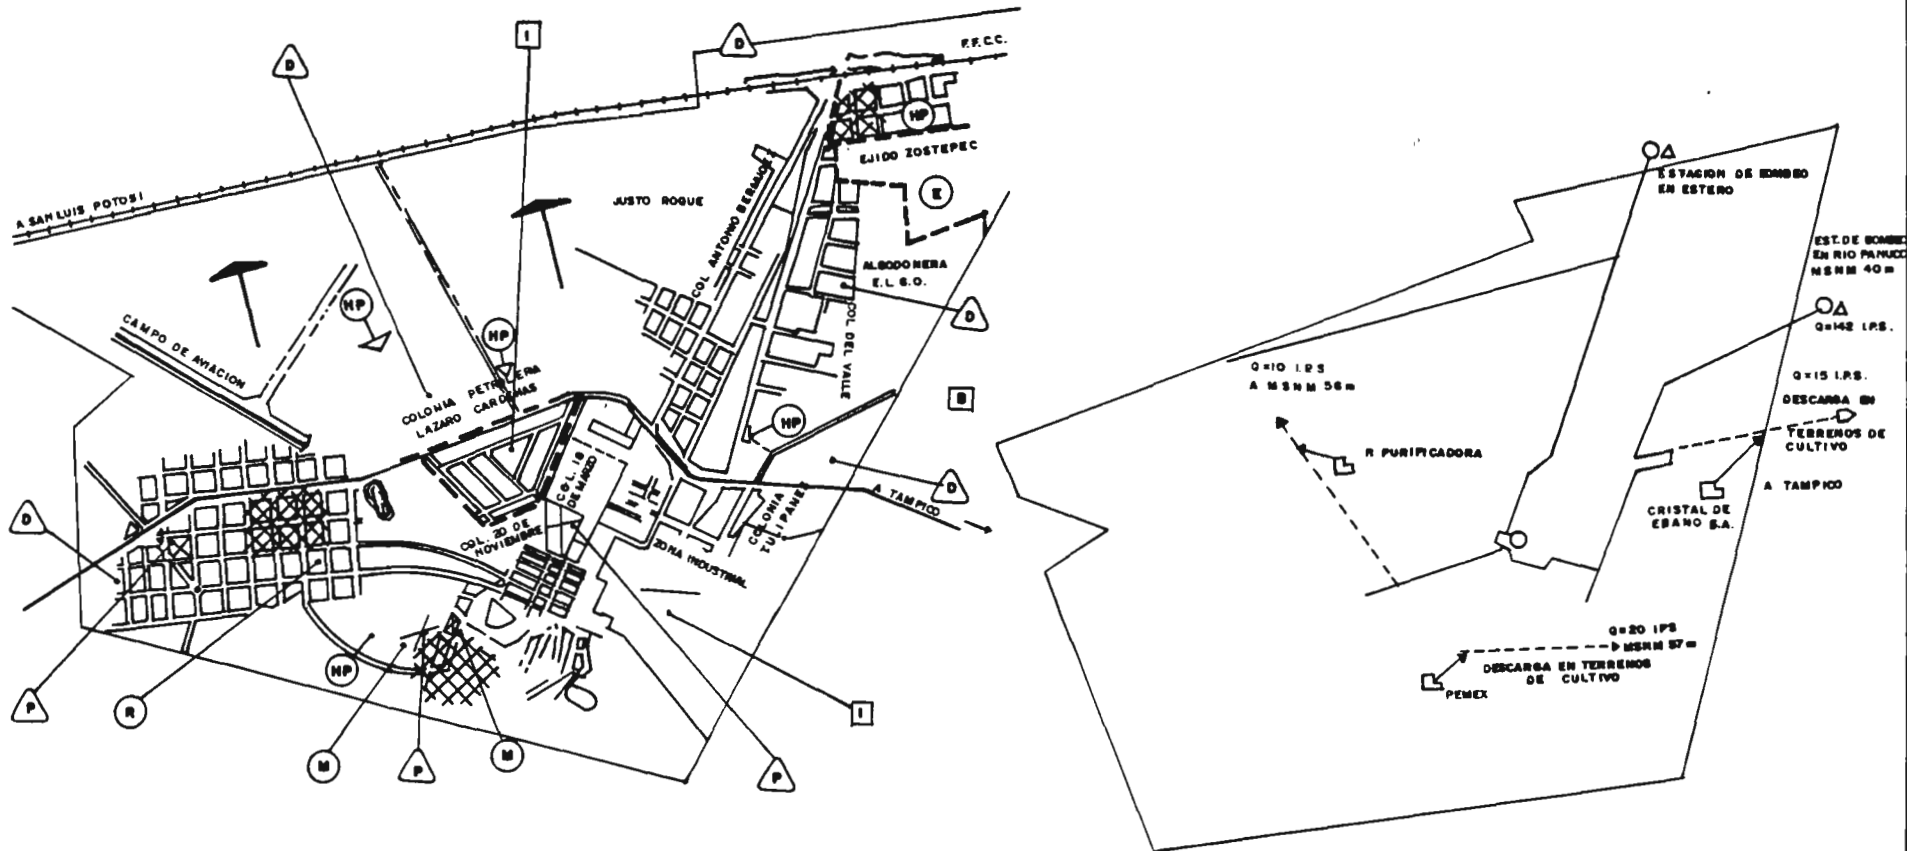 D
I
D
F.F.C.C.
HP
EJIDO ZOSTEPEC
A SAN LUIS POTOSI
JUSTO ROQUE
E
COL ANTONIO BERMUDEZ
ALGODONERA
E.L.G.O.
HP
CAMPO DE AVIACION
HP
D
COL DEL VALLE
COLONIA PETROLERA
LAZARO CARDENAS
B
HP
COL. 18
DE MARZO
D
A TAMPICO
COLONIA
TULIPANEZ
D
COL. 20 DE
NOVIEMBRE
ZONA INDUSTRIAL
HP
P
R
I
M
P
M
P
ESTACION DE BOMBEO
EN ESTERO
EST. DE BOMBEO
EN RIO PANUCO
MSNM 40 m
Q=142 I.P.S.
Q=10 I.P.S
A MSNM 56 m
Q=15 I.P.S.
DESCARGA EN
TERRENOS DE
CULTIVO
R PURIFICADORA
A TAMPICO
CRISTAL DE
EBANO S.A.
Q=20 IPS
MSNM 57 m
DESCARGA EN TERRENOS
DE CULTIVO
PEMEX